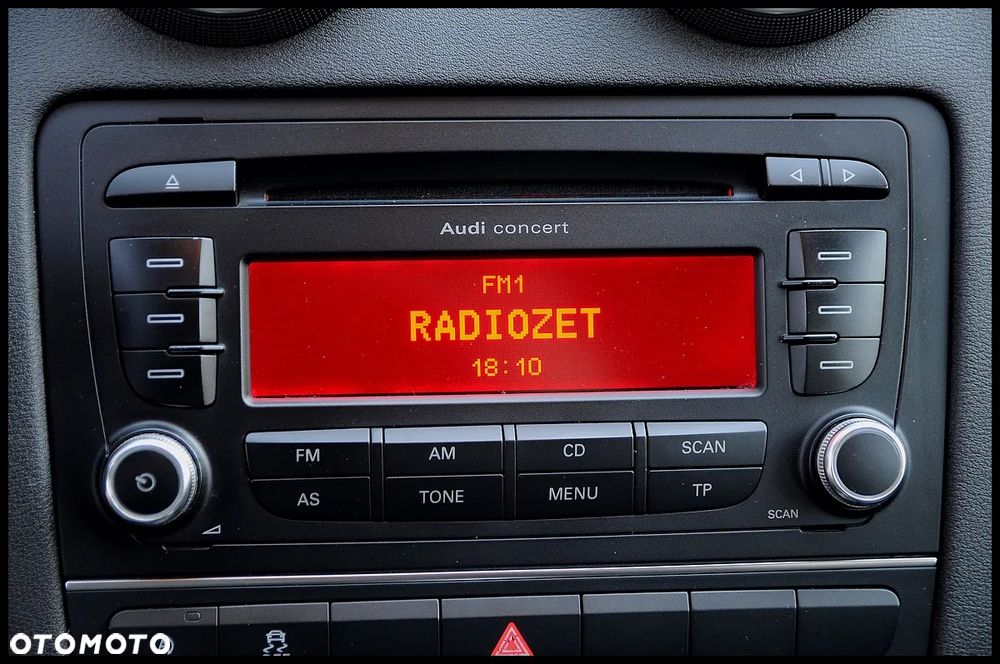 Audi concert
FM1
RADIOZET
18:10
FM AM CD SCAN
AS TONE MENU TP
SCAN
OTOMOTO